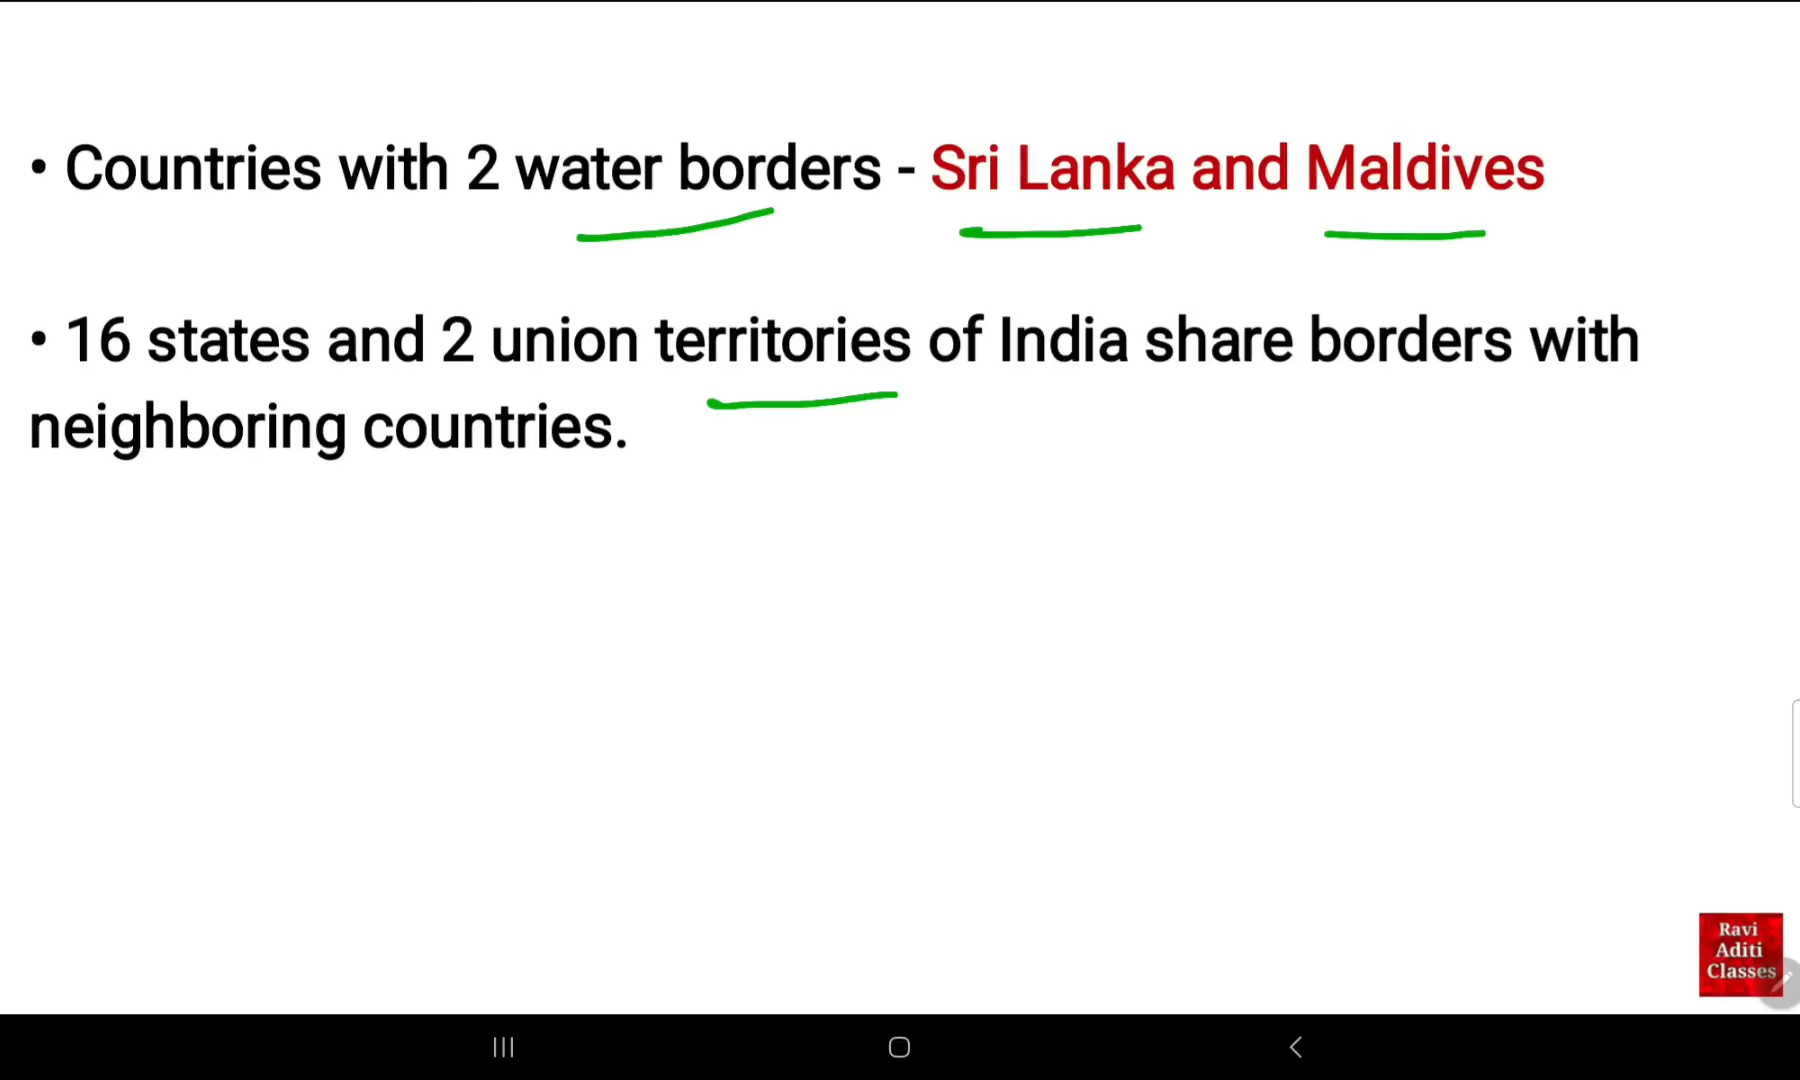 • Countries with 2 water borders - Sri Lanka and Maldives
• 16 states and 2 union territories of India share borders with
neighboring countries.
Ravi
Aditi
Classes